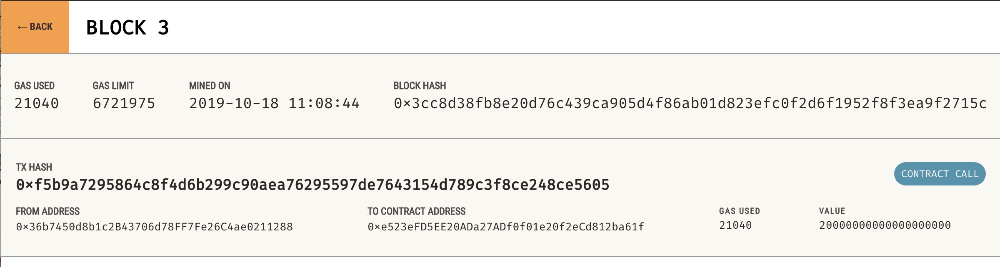 ← BACK
BLOCK 3
GAS USED
21040
GAS LIMIT
6721975
MINED ON
2019-10-18 11:08:44
BLOCK HASH
0x3cc8d38fb8e20d76c439ca905d4f86ab01d823efc0f2d6f1952f8f3ea9f2715c
TX HASH
0xf5b9a7295864c8f4d6b299c90aea76295597de7643154d789c3f8ce248ce5605
CONTRACT CALL
FROM ADDRESS
0x36b7450d8b1c2B43706d78FF7Fe26C4ae0211288
TO CONTRACT ADDRESS
0xe523eFD5EE20ADa27ADf0f01e20f2eCd812ba61f
GAS USED
21040
VALUE
20000000000000000000